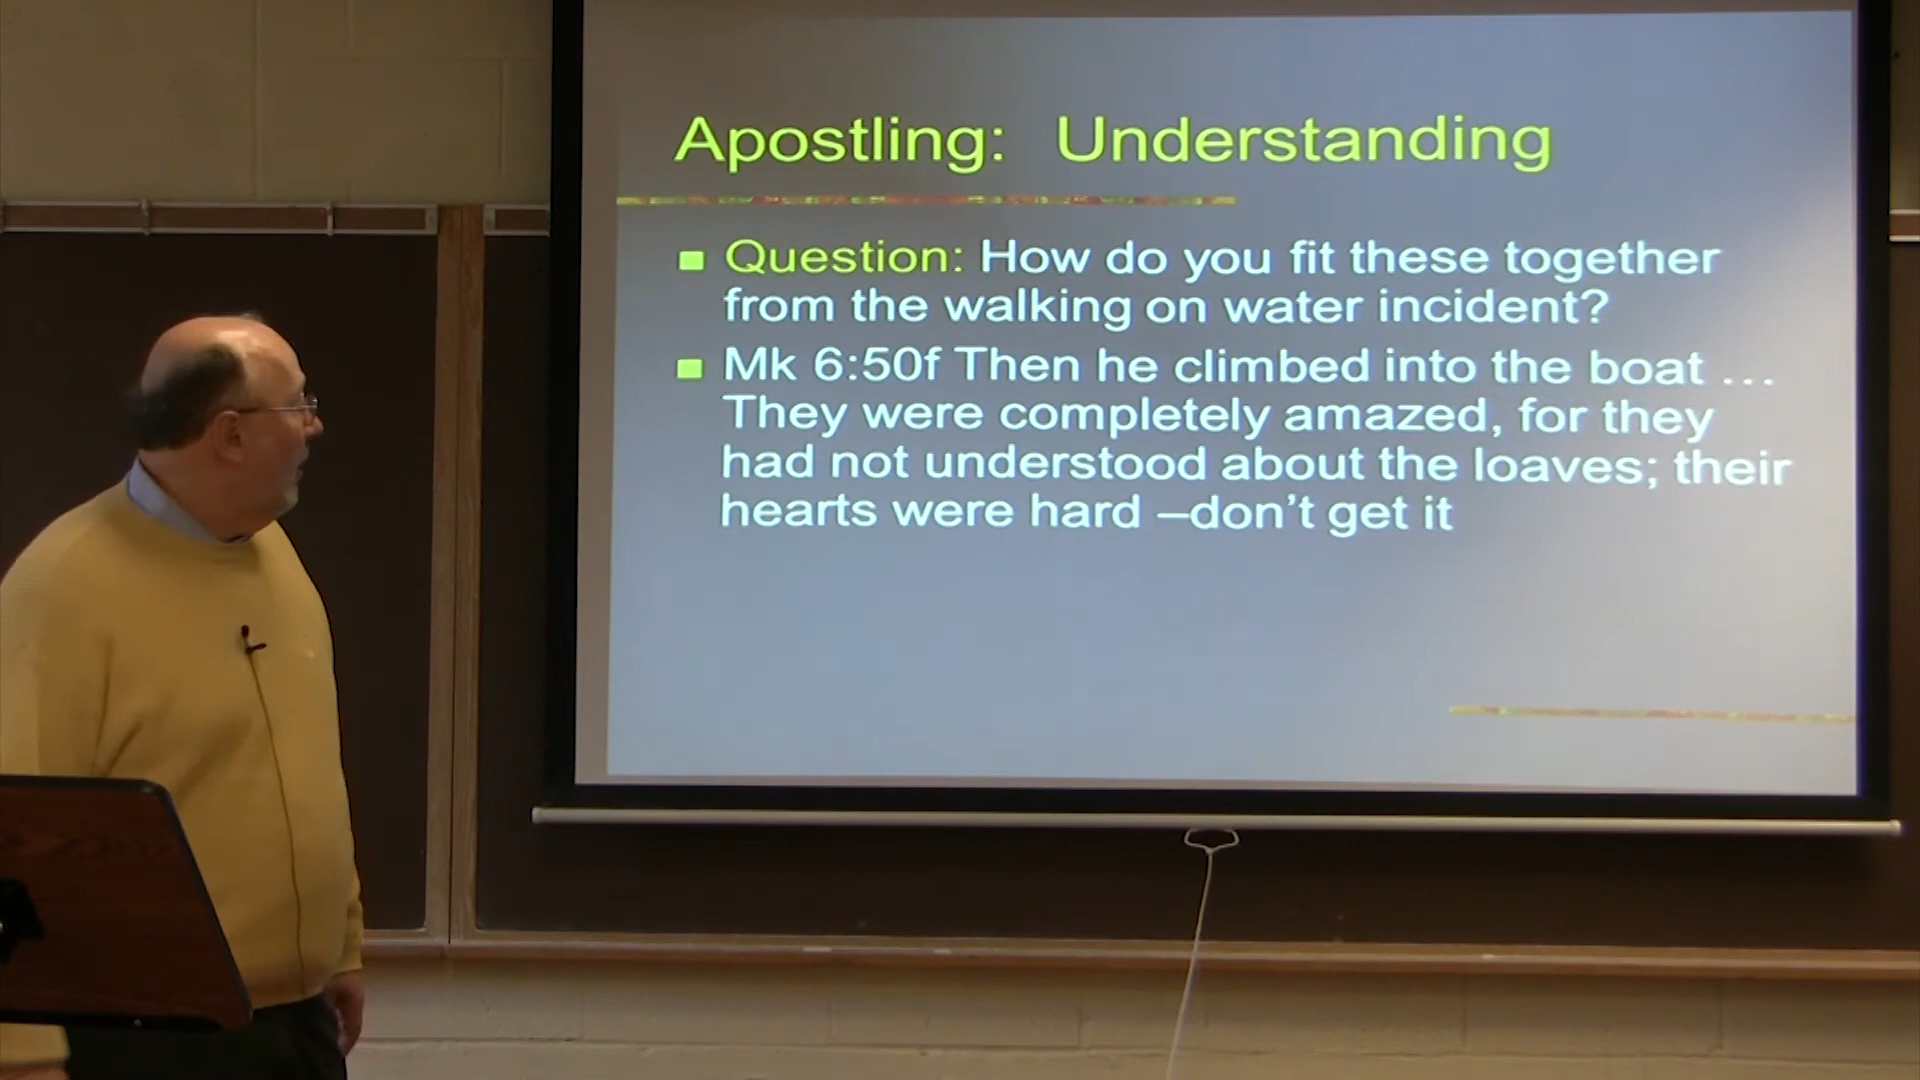 Apostling: Understanding
Question: How do you fit these together
from the walking on water incident?
Mk 6:50f Then he climbed into the boat …
They were completely amazed, for they
had not understood about the loaves; their
hearts were hard –don’t get it